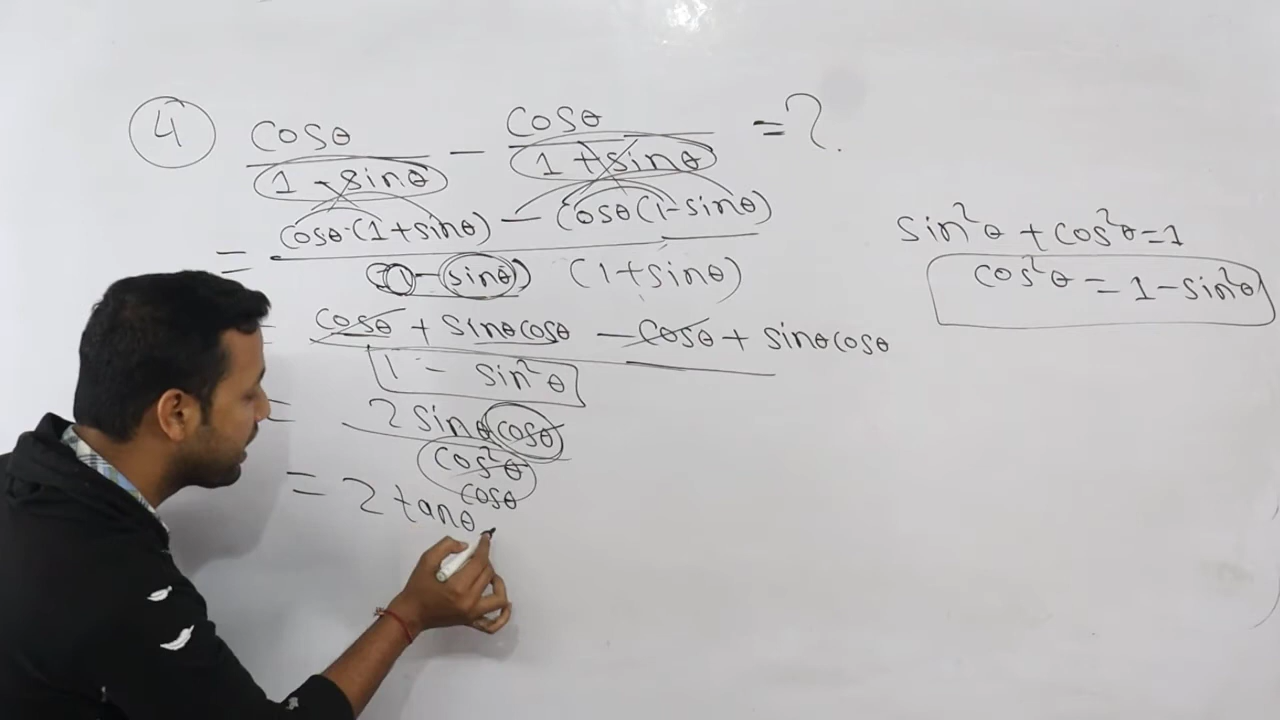 ④ cosθ/(1 - sinθ) - cosθ/(1 + sinθ) = ?
= (cosθ·(1 + sinθ) - cosθ(1 - sinθ))/((1 - sinθ) (1 + sinθ))
= (cosθ + sinθcosθ - cosθ + sinθcosθ)/(1 - sin²θ)
= 2 sinθ cosθ/cos²θ
cosθ
= 2 tanθ
sin²θ + cos²θ = 1
cos²θ = 1 - sin²θ